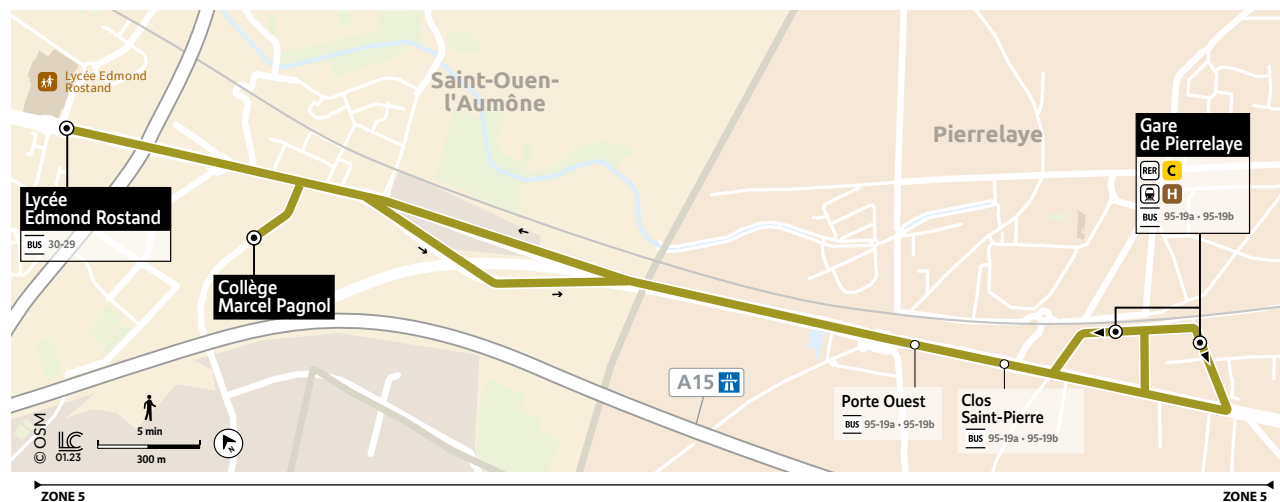 Lycée Edmond
Rostand
Saint-Ouen-
l'Aumône
Pierrelaye
Gare
de Pierrelaye
RER C
H
BUS 95-19a • 95-19b
Lycée
Edmond Rostand
BUS 30-29
Collège
Marcel Pagnol
A15
Porte Ouest
BUS 95-19a • 95-19b
Clos
Saint-Pierre
BUS 95-19a • 95-19b
© OSM
LC
01.23
5 min
300 m
N
ZONE 5
ZONE 5